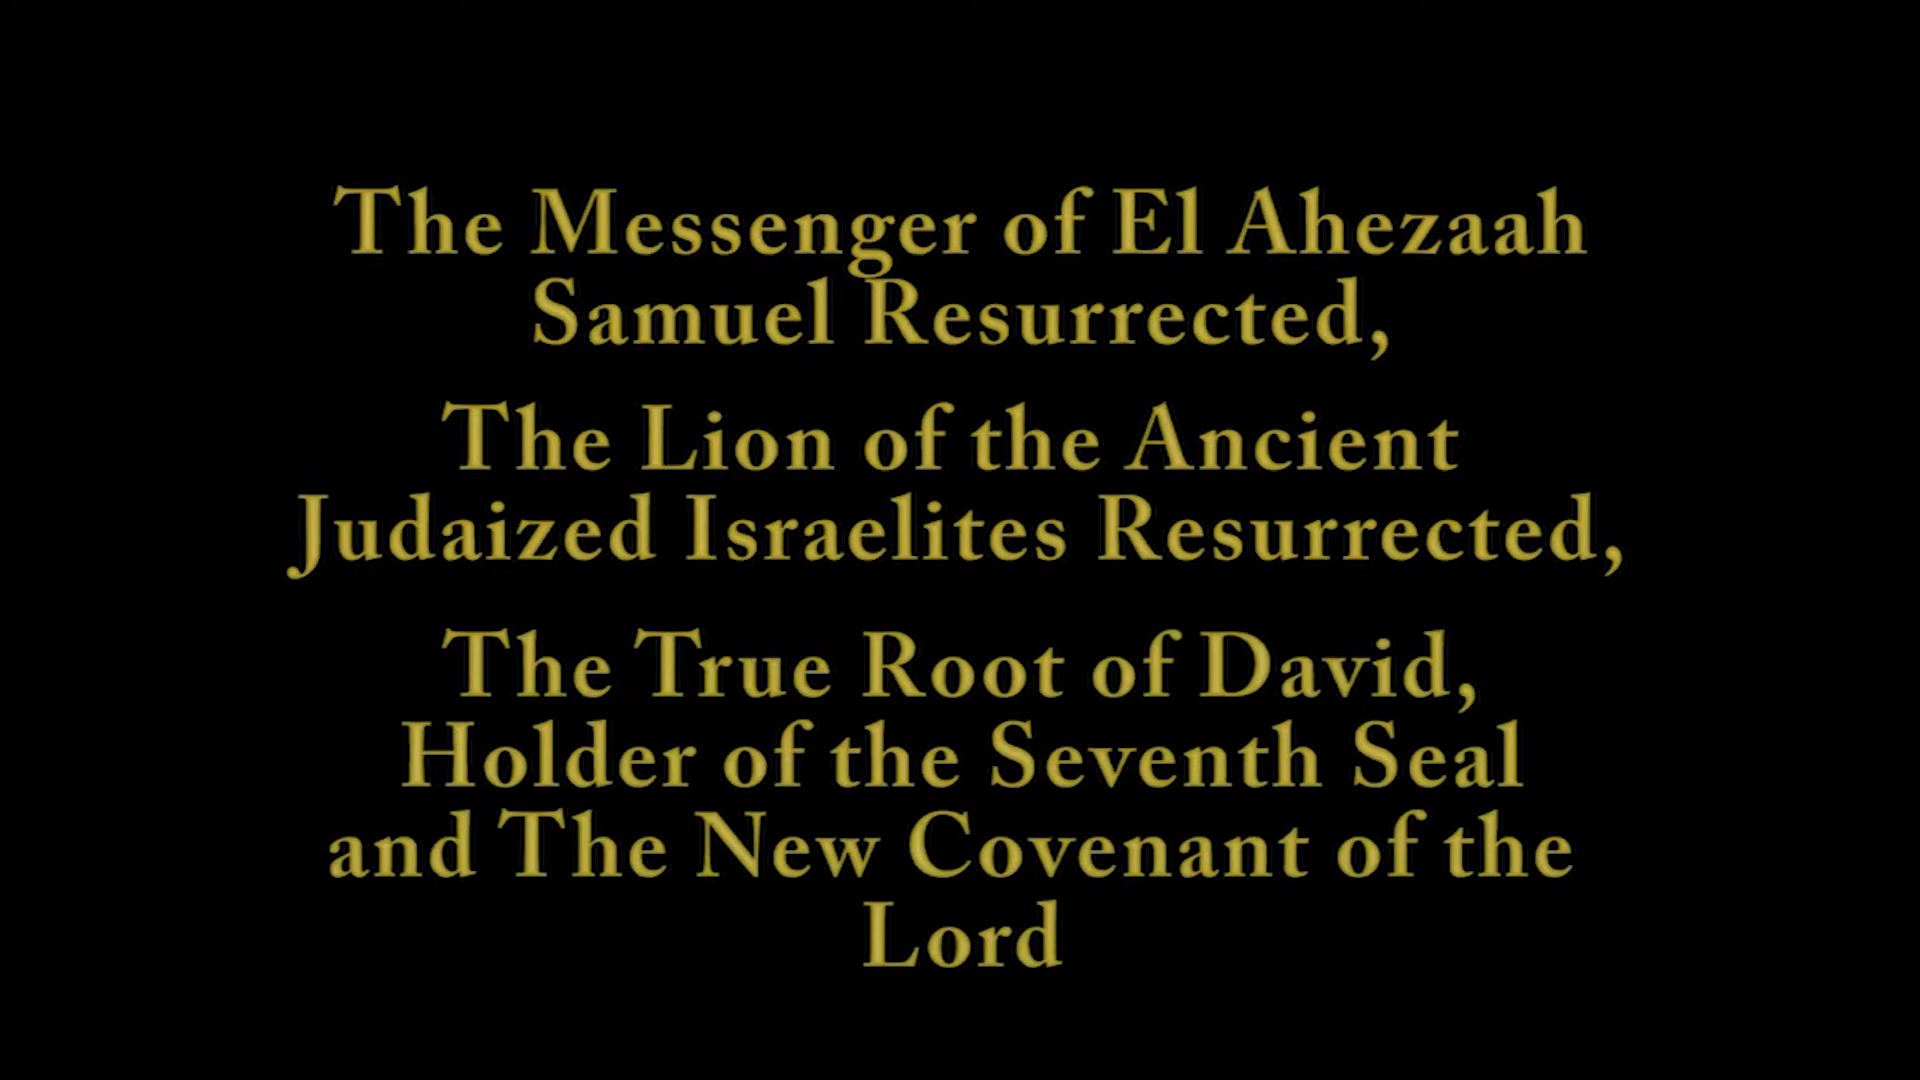 The Messenger of El Ahezaah
Samuel Resurrected,
The Lion of the Ancient
Judaized Israelites Resurrected,
The True Root of David,
Holder of the Seventh Seal
and The New Covenant of the
Lord